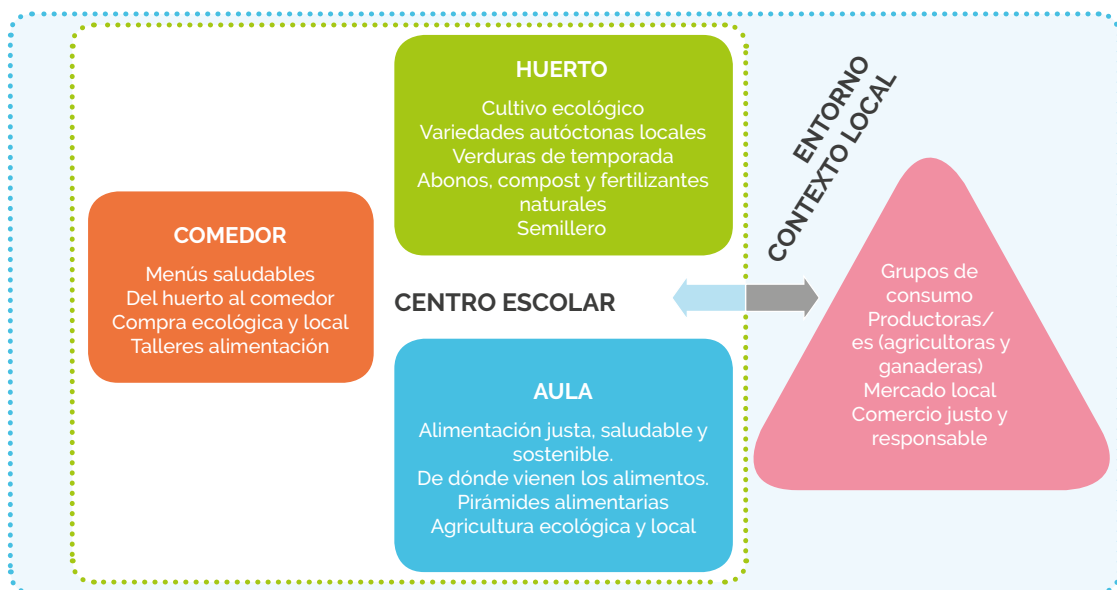 HUERTO
Cultivo ecológico
Variedades autóctonas locales
Verduras de temporada
Abonos, compost y fertilizantes
naturales
Semillero
COMEDOR
Menús saludables
Del huerto al comedor
Compra ecológica y local
Talleres alimentación
CENTRO ESCOLAR
AULA
Alimentación justa, saludable y
sostenible.
De dónde vienen los alimentos.
Pirámides alimentarias
Agricultura ecológica y local
ENTORNO
CONTEXTO LOCAL
Grupos de
consumo
Productoras/
es (agricultoras y
ganaderas)
Mercado local
Comercio justo y
responsable